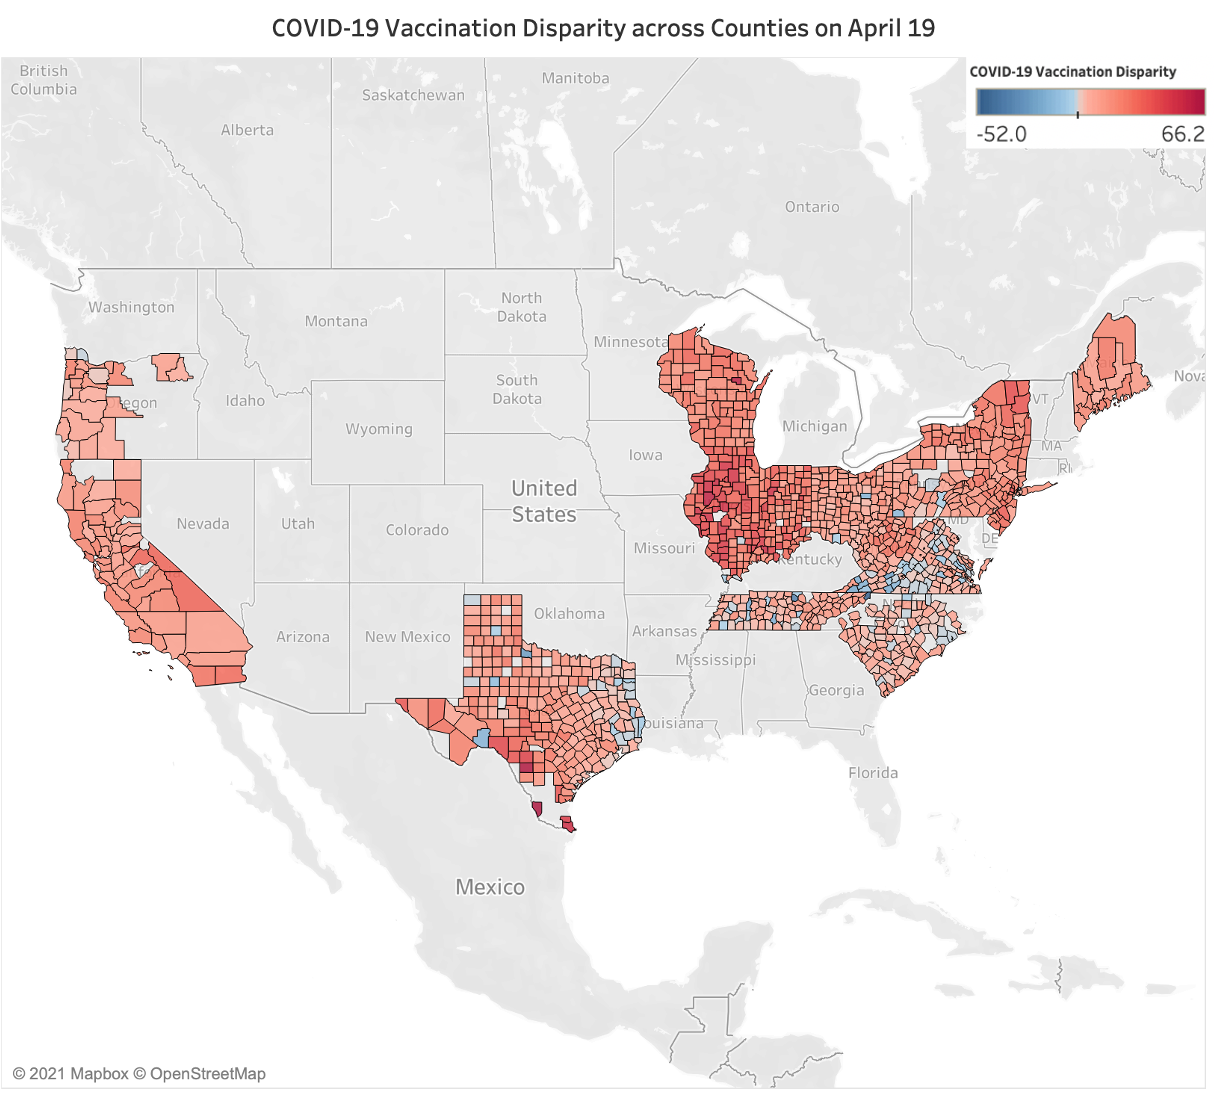 COVID-19 Vaccination Disparity across Counties on April 19
British
Columbia
Manitoba
Saskatchewan
Alberta
COVID-19 Vaccination Disparity
-52.0
66.2
Ontario
Washington
North
Dakota
Montana
Minnesota
South
Dakota
Nova
egon
Idaho
VT
Wyoming
Michigan
MA
Iowa
RI
United
States
Nevada
Utah
Colorado
MD
Missouri
DE
Kentucky
Oklahoma
Arizona
New Mexico
Arkansas
Mississippi
Georgia
ouisiana
Florida
Mexico
© 2021 Mapbox © OpenStreetMap